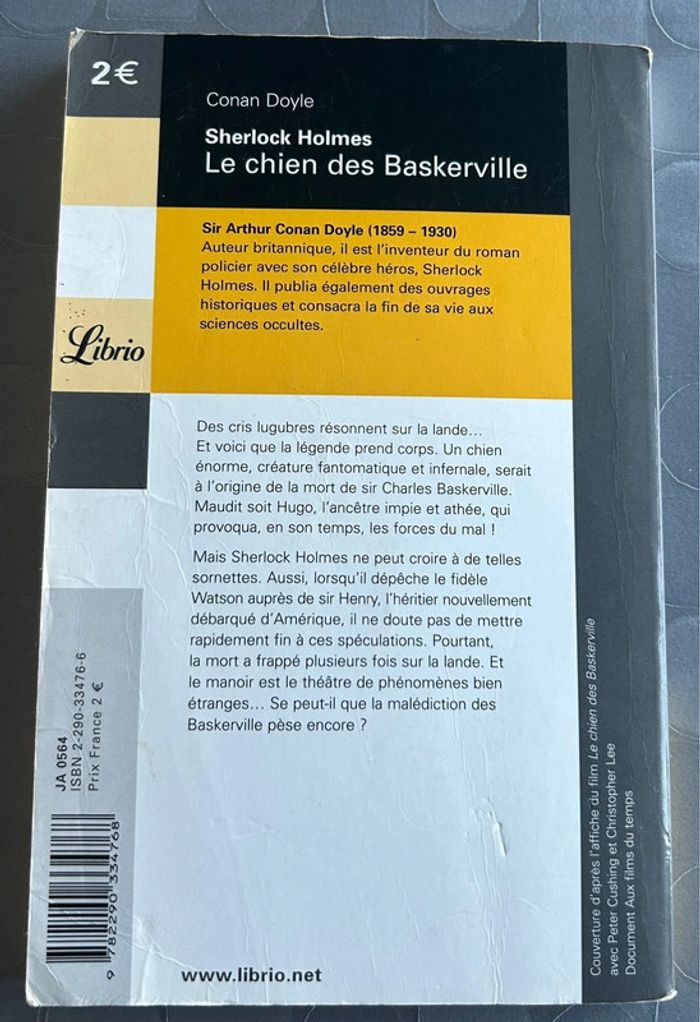 2€
Conan Doyle
Sherlock Holmes
Le chien des Baskerville
Sir Arthur Conan Doyle (1859 – 1930)
Auteur britannique, il est l'inventeur du roman
policier avec son célèbre héros, Sherlock
Holmes. Il publia également des ouvrages
historiques et consacra la fin de sa vie aux
sciences occultes.
Librio
Des cris lugubres résonnent sur la lande...
Et voici que la légende prend corps. Un chien
énorme, créature fantomatique et infernale, serait
à l'origine de la mort de sir Charles Baskerville.
Maudit soit Hugo, l'ancêtre impie et athée, qui
provoqua, en son temps, les forces du mal !
Mais Sherlock Holmes ne peut croire à de telles
sornettes. Aussi, lorsqu'il dépêche le fidèle
Watson auprès de sir Henry, l'héritier nouvellement
débarqué d'Amérique, il ne doute pas de mettre
rapidement fin à ces spéculations. Pourtant,
la mort a frappé plusieurs fois sur la lande. Et
le manoir est le théâtre de phénomènes bien
étranges... Se peut-il que la malédiction des
Baskerville pèse encore ?
JA 0564
ISBN 2-290-33476-6
Prix France 2 €
9 782290 334768
www.librio.net
Couverture d'après l'affiche du film Le chien des Baskerville
avec Peter Cushing et Christopher Lee
Document Aux films du temps